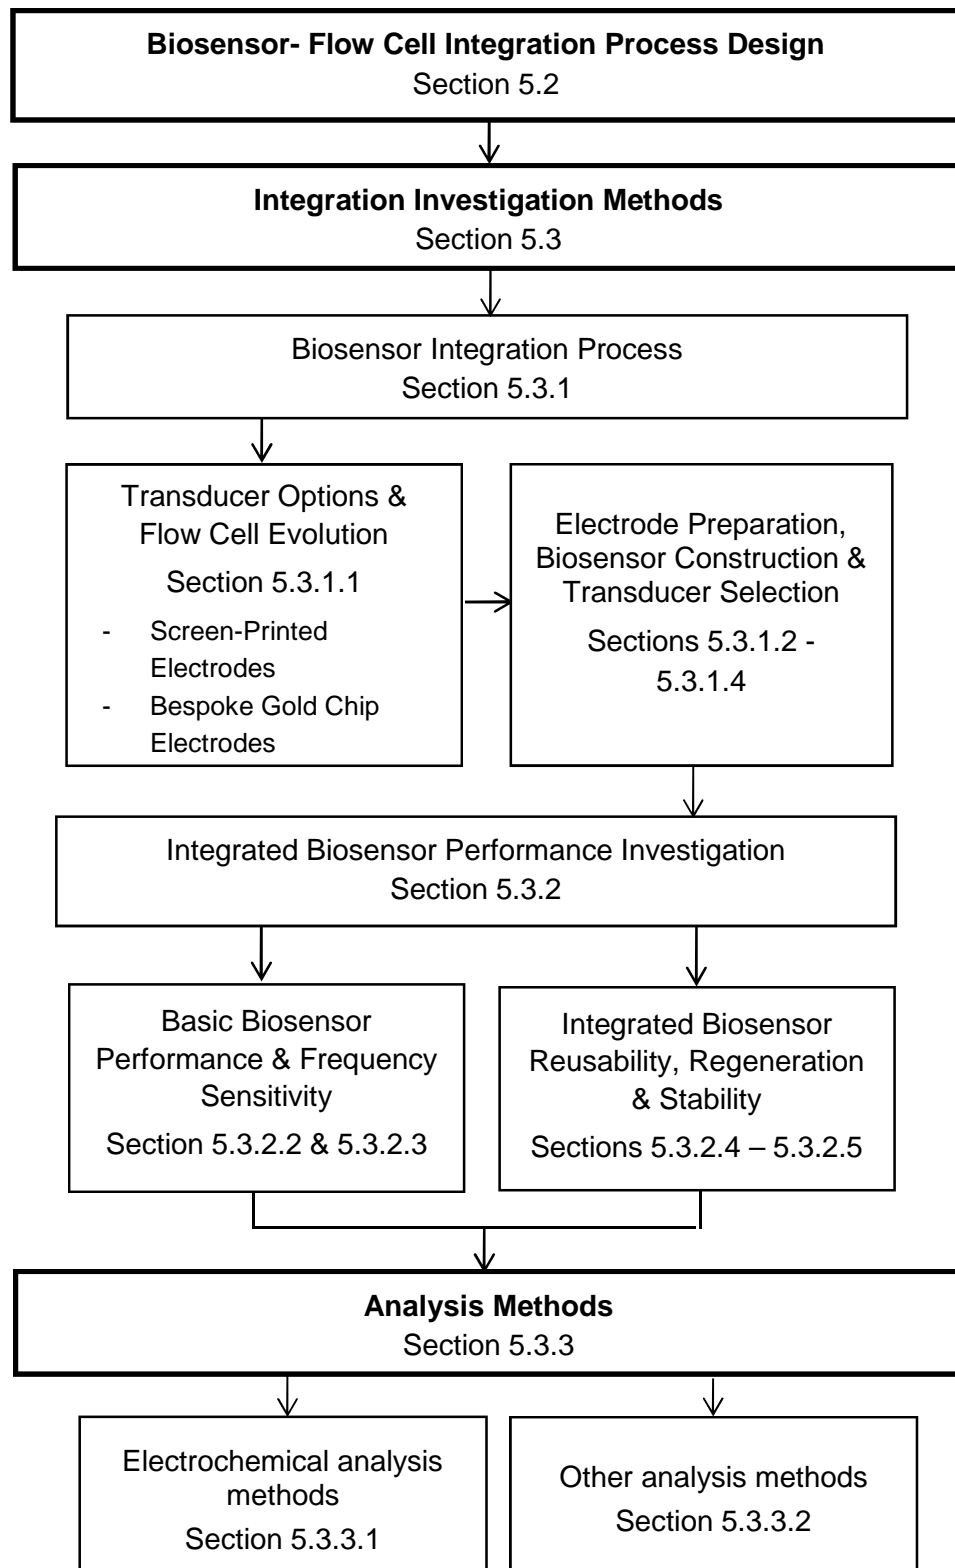 Biosensor- Flow Cell Integration Process Design
Section 5.2
Integration Investigation Methods
Section 5.3
Biosensor Integration Process
Section 5.3.1
Transducer Options &
Flow Cell Evolution
Section 5.3.1.1
- Screen-Printed
Electrodes
- Bespoke Gold Chip
Electrodes
Electrode Preparation,
Biosensor Construction &
Transducer Selection
Sections 5.3.1.2 -
5.3.1.4
Integrated Biosensor Performance Investigation
Section 5.3.2
Basic Biosensor
Performance & Frequency
Sensitivity
Section 5.3.2.2 & 5.3.2.3
Integrated Biosensor
Reusability, Regeneration
& Stability
Sections 5.3.2.4 – 5.3.2.5
Analysis Methods
Section 5.3.3
Electrochemical analysis
methods
Section 5.3.3.1
Other analysis methods
Section 5.3.3.2